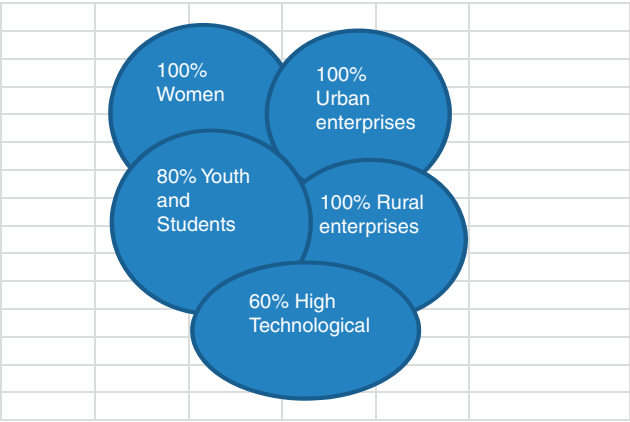 100%
Women
100%
Urban
enterprises
80% Youth
and
Students
100% Rural
enterprises
60% High
Technological